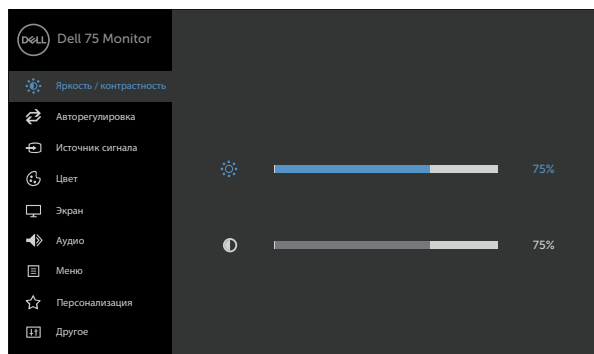 DELL
Dell 75 Monitor
Яркость / контрастность
Авторегулировка
Источник сигнала
Цвет
Экран
Аудио
Меню
Персонализация
Другое
75%
75%